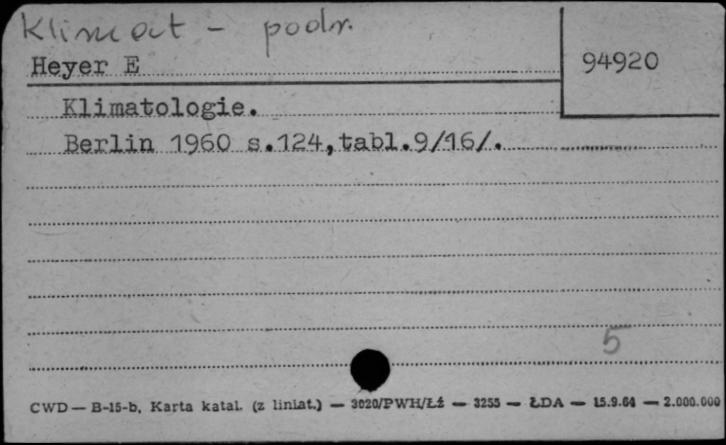 Klimat - podr.
Heyer E
94920
Klimatologie.
Berlin 1960 s.124,tabl.9/16/.
5
CWD — B-15-b, Karta katal. (z liniat.) — 3020/PWH/Łź — 3255 — ŁDA — 15.9.64 — 2.000.000